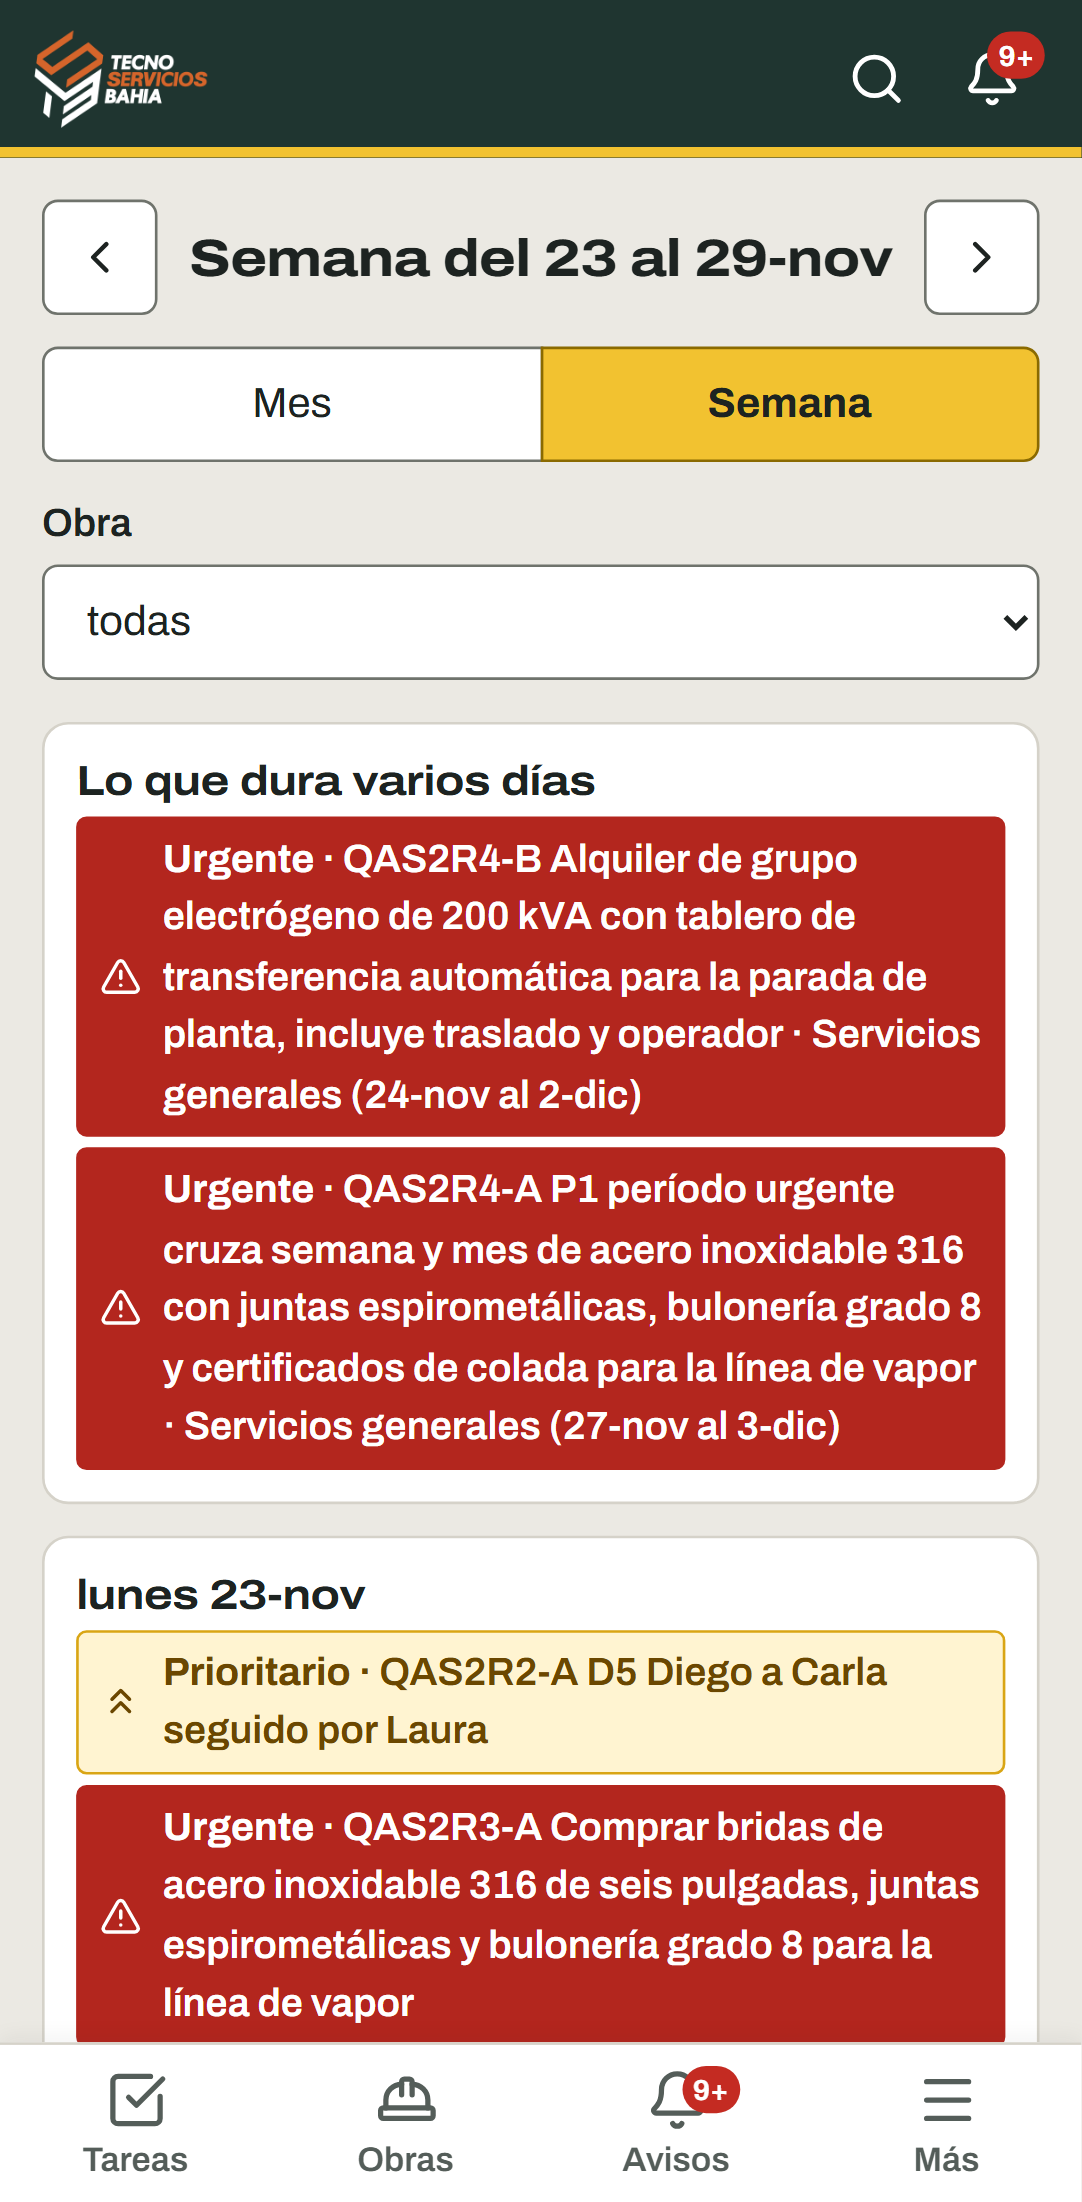 TECNO
SERVICIOS
BAHIA
9+
Semana del 23 al 29-nov
Mes
Semana
Obra
todas
Lo que dura varios días
Urgente · QAS2R4-B Alquiler de grupo
electrógeno de 200 kVA con tablero de
transferencia automática para la parada de
planta, incluye traslado y operador · Servicios
generales (24-nov al 2-dic)
Urgente · QAS2R4-A P1 período urgente
cruza semana y mes de acero inoxidable 316
con juntas espirometálicas, bulonería grado 8
y certificados de colada para la línea de vapor
· Servicios generales (27-nov al 3-dic)
lunes 23-nov
Prioritario · QAS2R2-A D5 Diego a Carla
seguido por Laura
Urgente · QAS2R3-A Comprar bridas de
acero inoxidable 316 de seis pulgadas, juntas
espirometálicas y bulonería grado 8 para la
línea de vapor
9+
Tareas
Obras
Avisos
Más